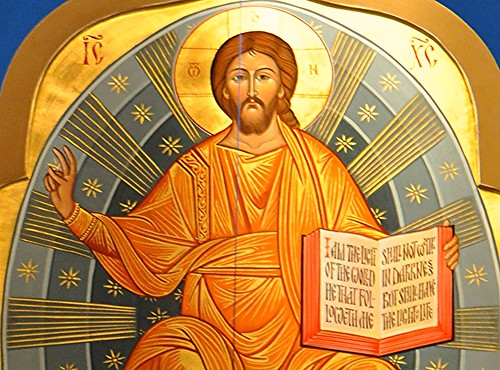 IC
XC
Ѡ Н
I AM THE LIGHT
OF THE WORLD
HE THAT FOL-
LOWETH ME
SHALL NOT WALK
IN DARKNES
BUT SHALL HAVE
THE LIGHT OF LIFE